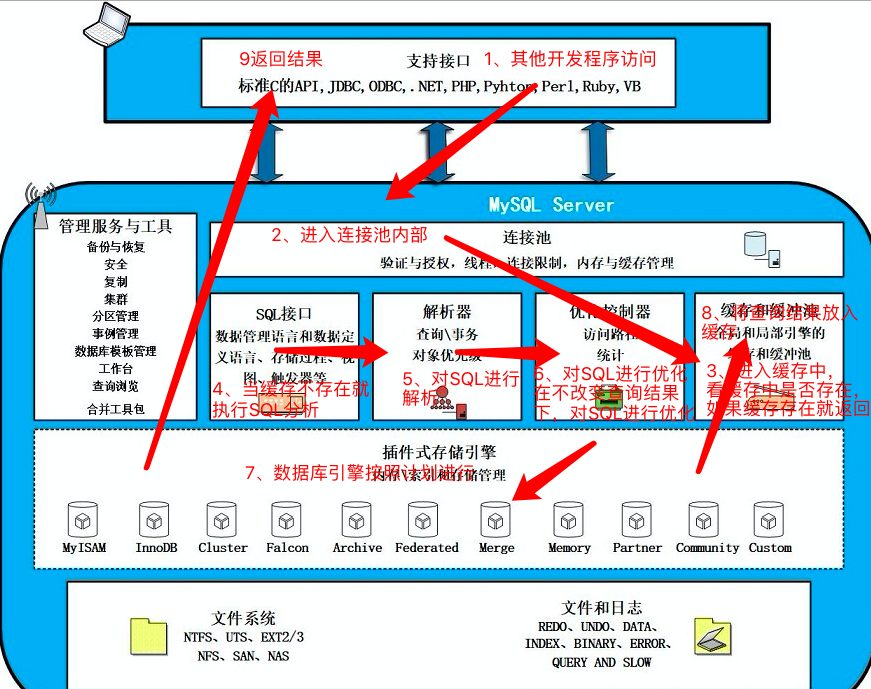 9返回结果
支持接口
1、其他开发程序访问
标准C的API,JDBC,ODBC,.NET,PHP,Pyhton,Perl,Ruby,VB
MySQL Server
管理服务与工具
备份与恢复
安全
复制
集群
分区管理
事例管理
数据库模板管理
工作台
查询浏览
合并工具包
2、进入连接池内部
连接池
验证与授权，线程，连接限制，内存与缓存管理
SQL接口
数据管理语言和数据定
义语言、存储过程、视
图、触发器等
4、当缓存不存在就
执行SQL分析
解析器
查询\事务
对象优先级
5、对SQL进行
解析
优化控制器
访问路径
统计
6、对SQL进行优化
在不改变查询结果
下，对SQL进行优化
缓存和缓冲池
8、将查询结果放入
缓存
全局和局部引擎的
缓存和缓冲池
3、进入缓存中，
看缓存中是否存在，
如果缓存存在就返回
插件式存储引擎
7、数据库引擎按照计划进行
内存\索引和存储管理
MyISAM
InnoDB
Cluster
Falcon
Archive
Federated
Merge
Memory
Partner
Community
Custom
文件系统
NTFS、UTS、EXT2/3
NFS、SAN、NAS
文件和日志
REDO、UNDO、DATA、
INDEX、BINARY、ERROR、
QUERY AND SLOW